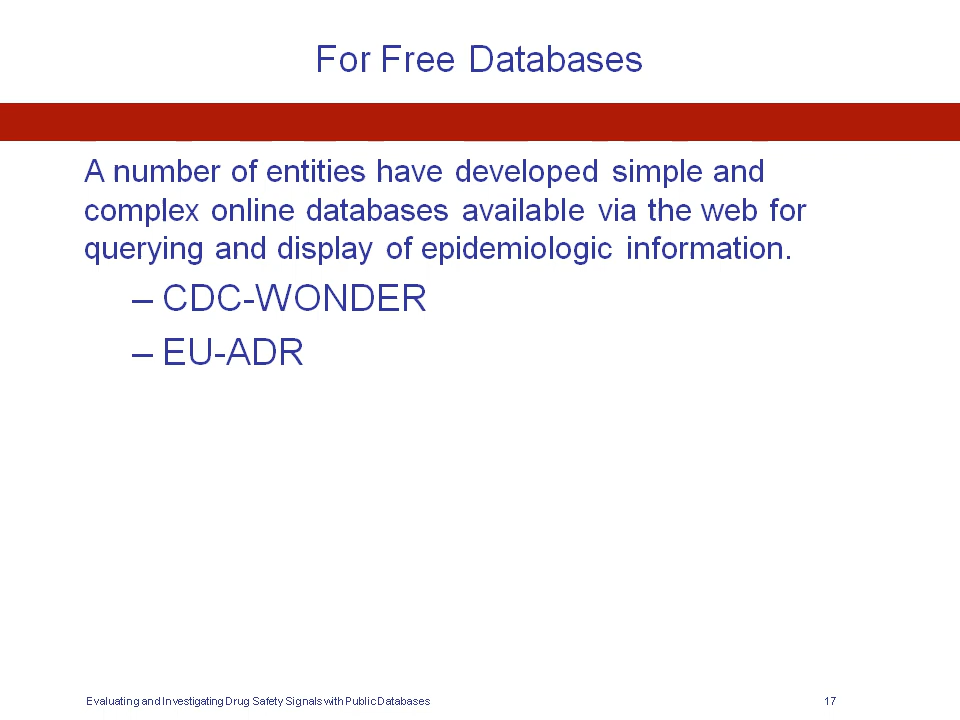 For Free Databases
A number of entities have developed simple and
complex online databases available via the web for
querying and display of epidemiologic information.
– CDC-WONDER
– EU-ADR
Evaluating and Investigating Drug Safety Signals with Public Databases
17